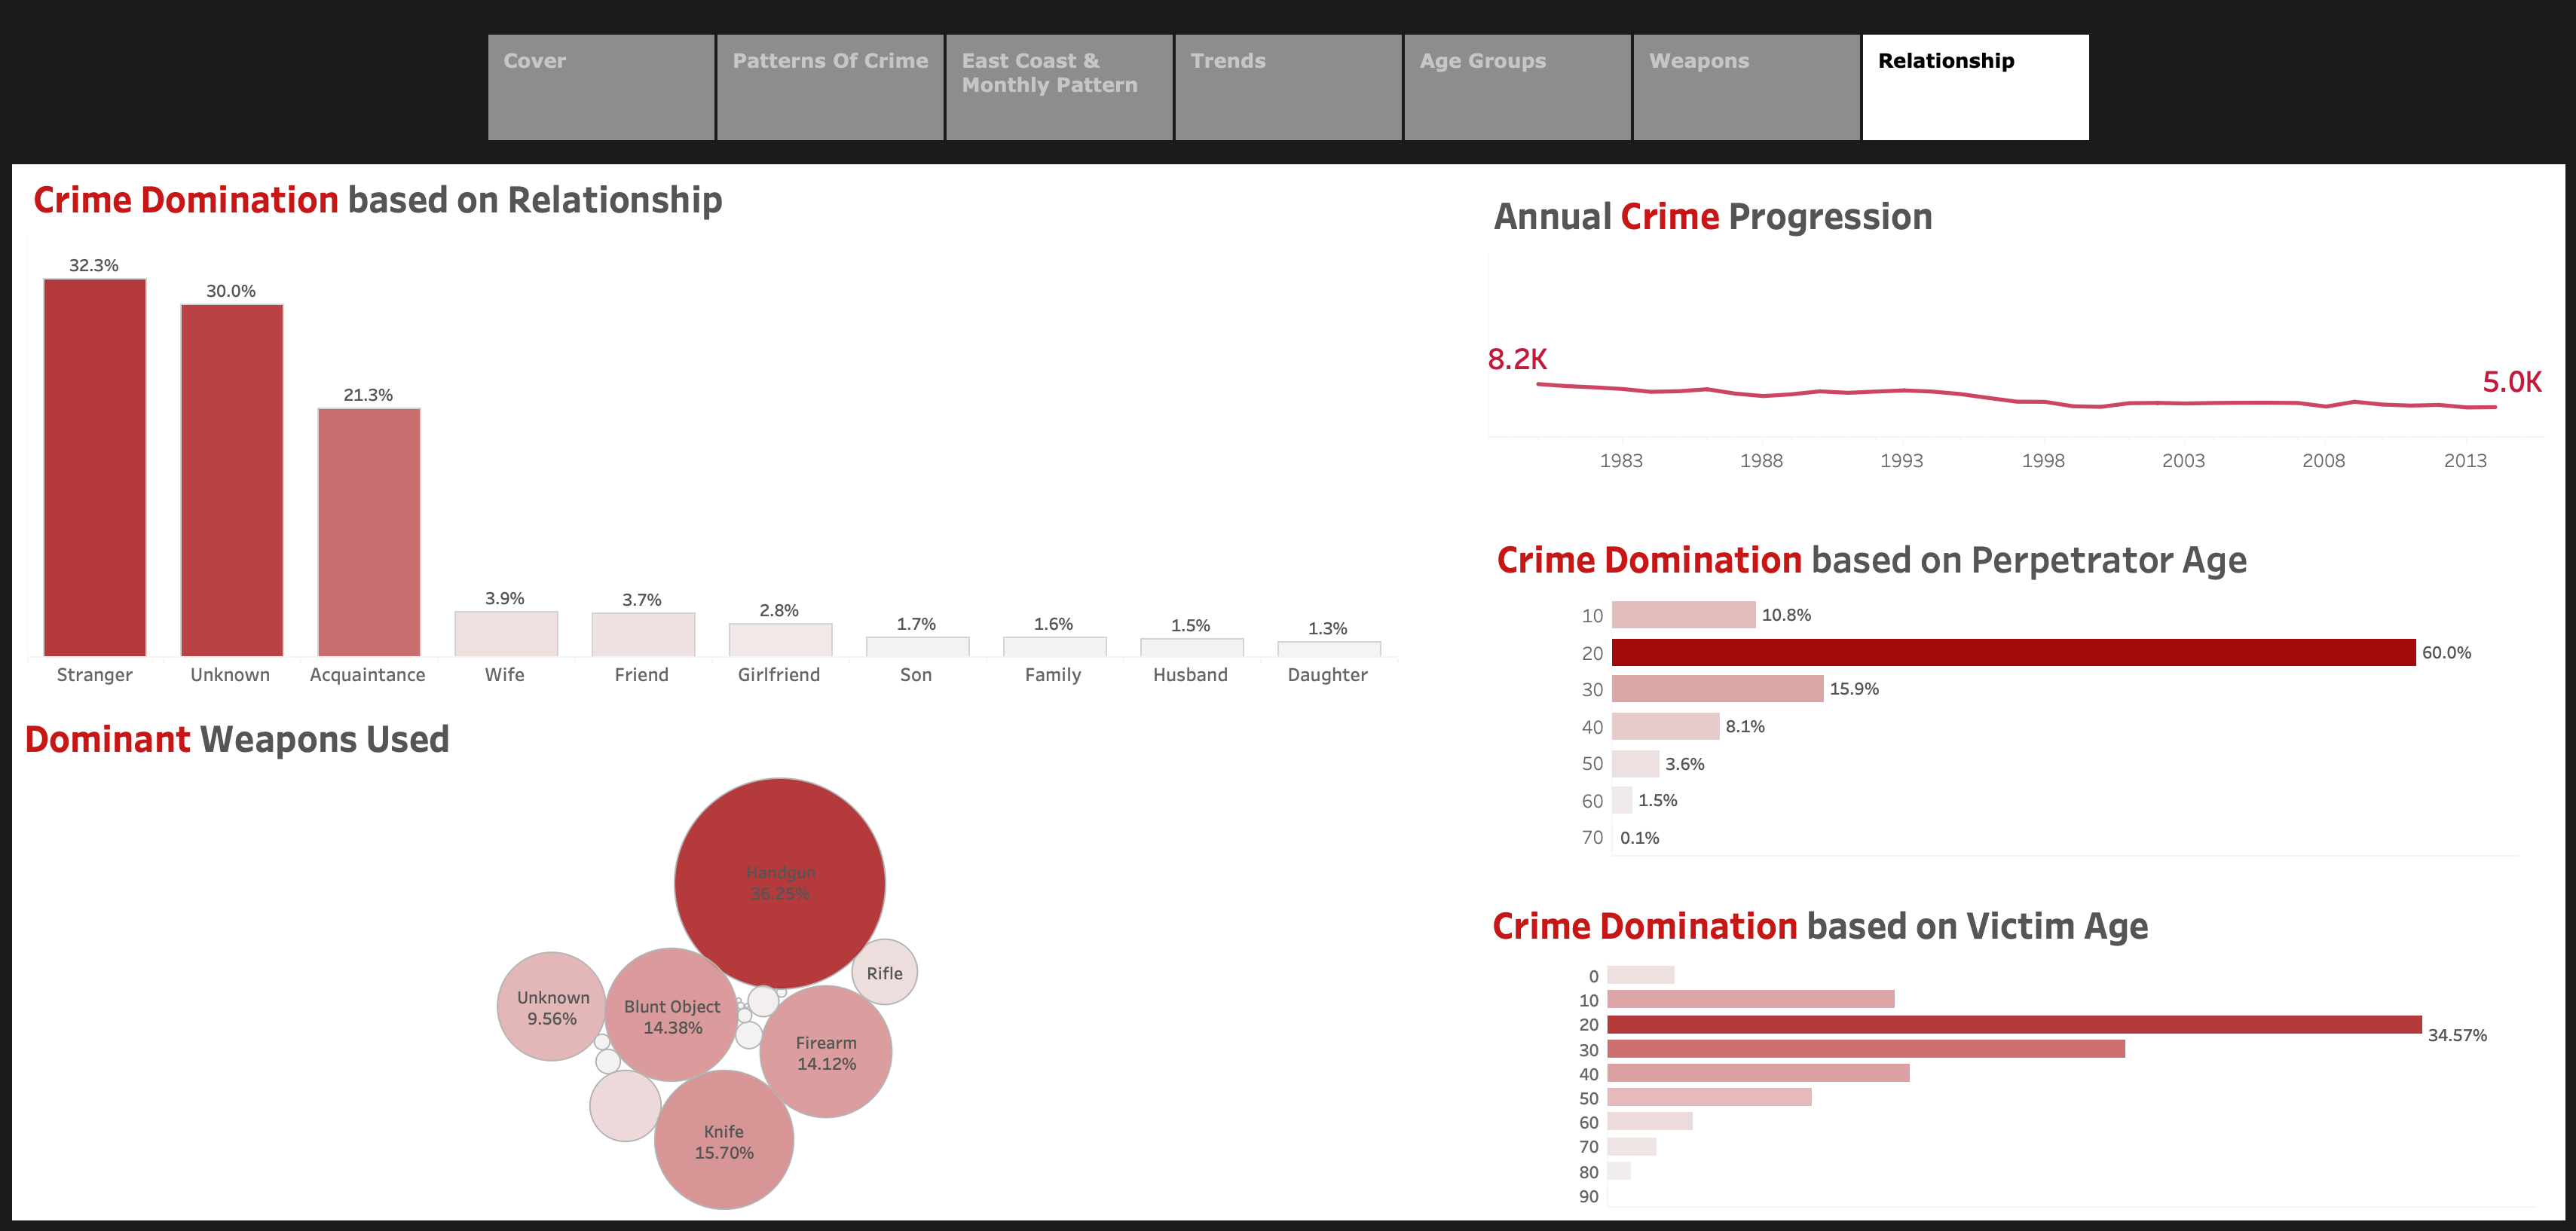 Cover
Patterns Of Crime
East Coast &
Monthly Pattern
Trends
Age Groups
Weapons
Relationship
Crime Domination based on Relationship
32.3%
30.0%
21.3%
3.9%
3.7%
2.8%
1.7%
1.6%
1.5%
1.3%
Stranger
Unknown
Acquaintance
Wife
Friend
Girlfriend
Son
Family
Husband
Daughter
Dominant Weapons Used
Handgun
36.25%
Rifle
Unknown
9.56%
Blunt Object
14.38%
Firearm
14.12%
Knife
15.70%
Annual Crime Progression
8.2K
5.0K
1983
1988
1993
1998
2003
2008
2013
Crime Domination based on Perpetrator Age
10 10.8%
20 60.0%
30 15.9%
40 8.1%
50 3.6%
60 1.5%
70 0.1%
Crime Domination based on Victim Age
0
10
20
34.57%
30
40
50
60
70
80
90